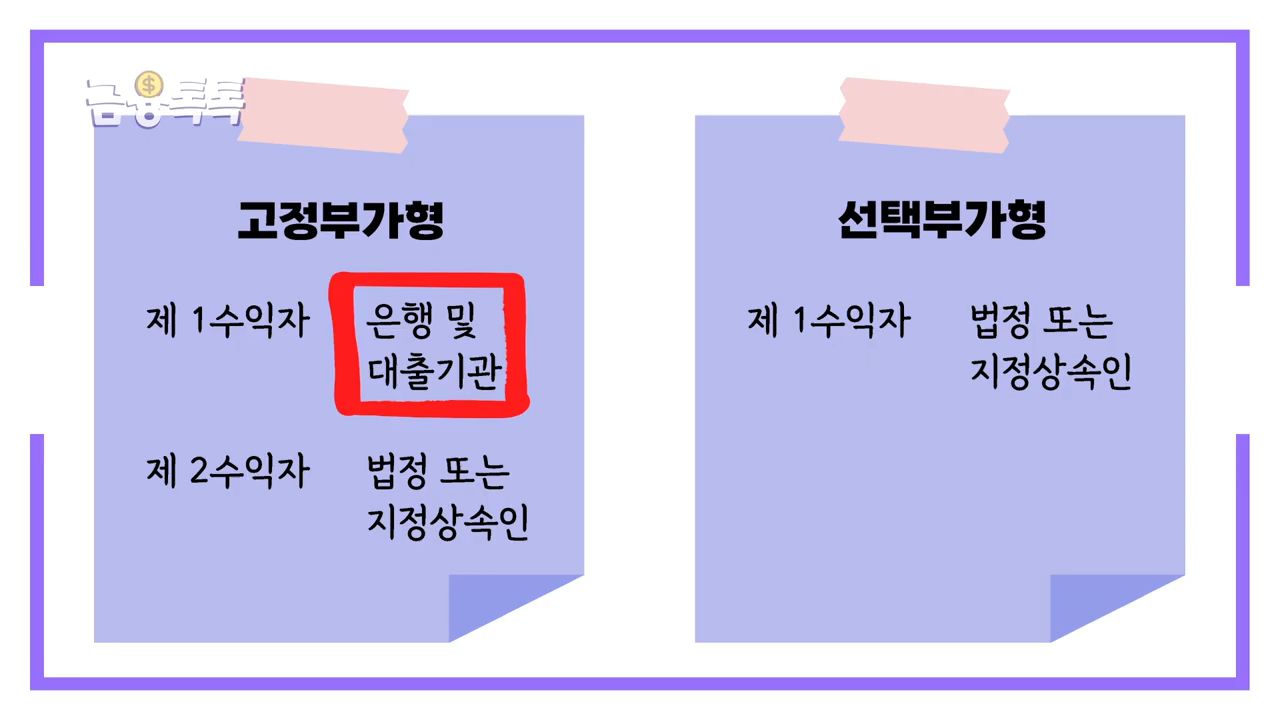 금융톡톡
고정부가형
제 1수익자 은행 및
대출기관
제 2수익자 법정 또는
지정상속인
선택부가형
제 1수익자 법정 또는
지정상속인